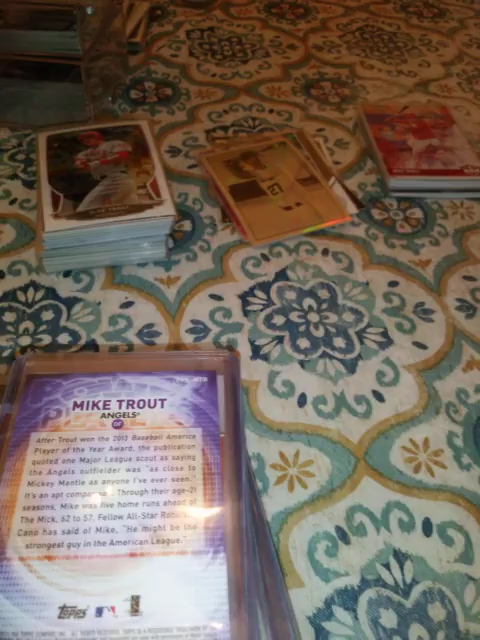 MIKE TROUT
ANGELS
OF
After Trout won the 2013 Baseball America
Player of the Year Award, the publication
quoted one Major League scout as saying
the Angels outfielder was "as close to
Mickey Mantle as anyone I've ever seen."
It's an apt Through their age-21
seasons, Mike was five home runs ahead of
The Mick, 62 to 57. Fellow All-Star
Cano has said of Mike, "He might be the
strongest guy in the American League."
Topps